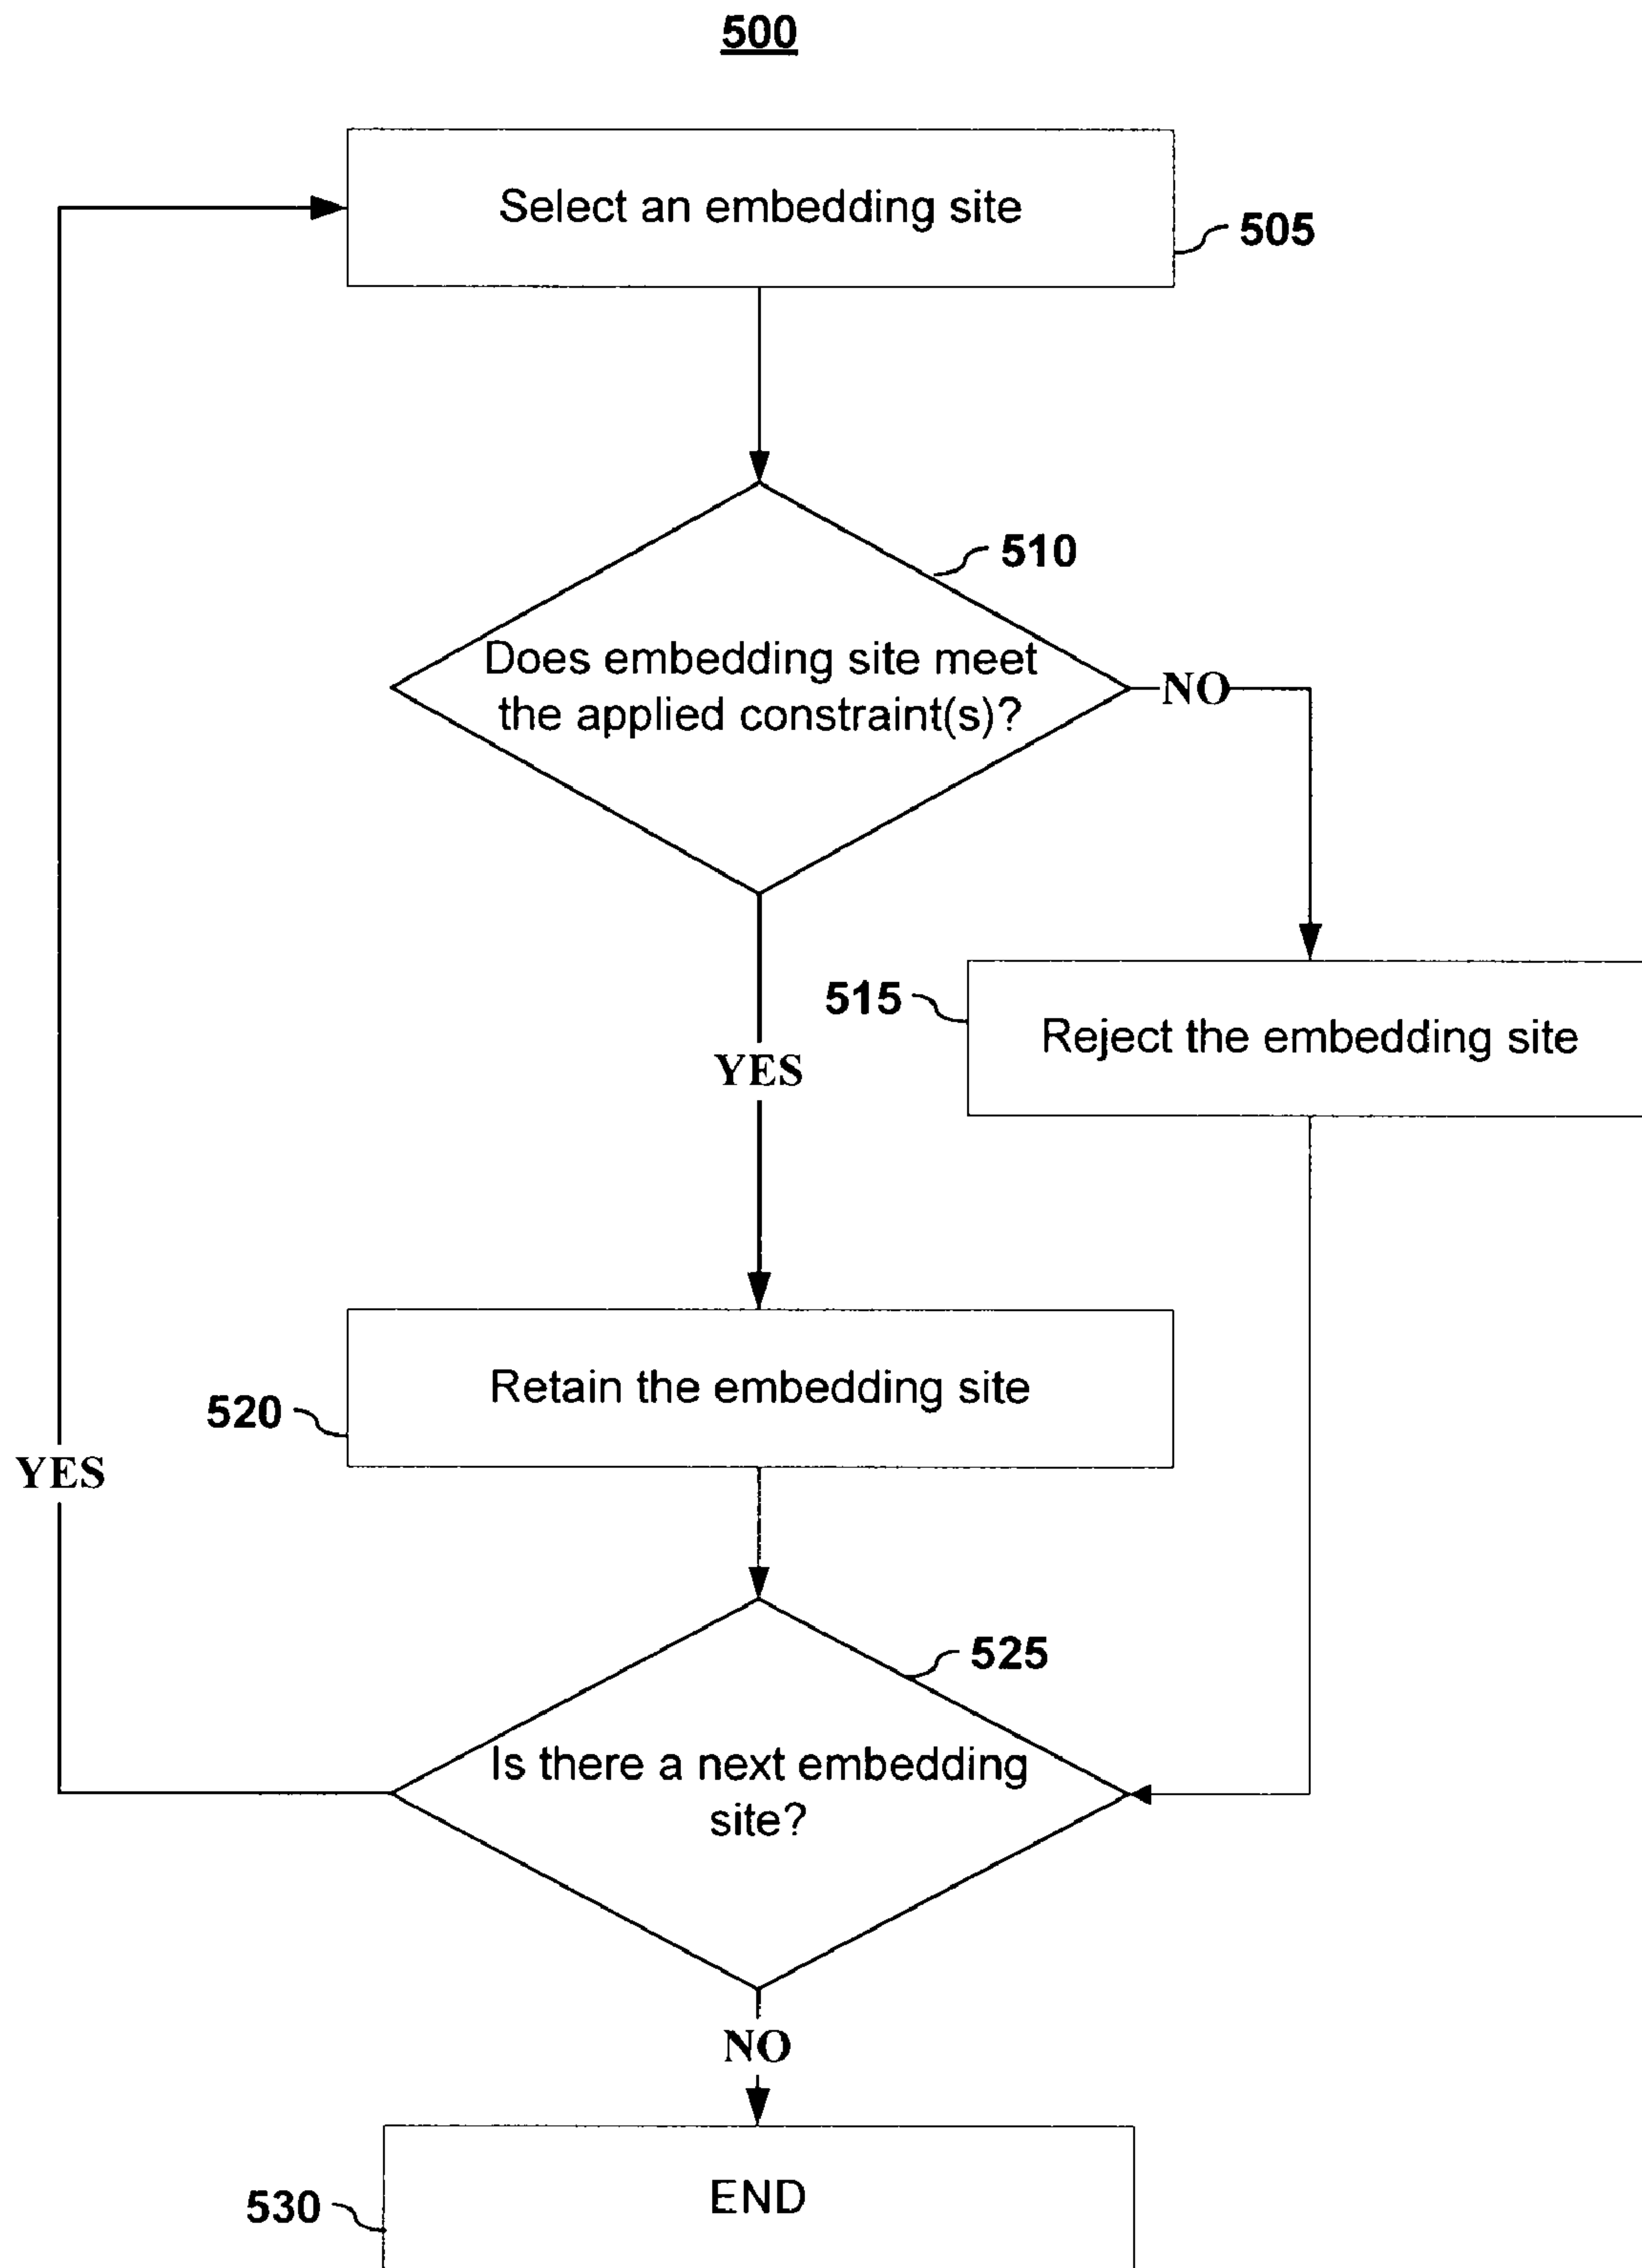 500
Select an embedding site
505
510
Does embedding site meet
the applied constraint(s)?
NO
515
Reject the embedding site
YES
Retain the embedding site
520
YES
525
Is there a next embedding
site?
NO
END
530